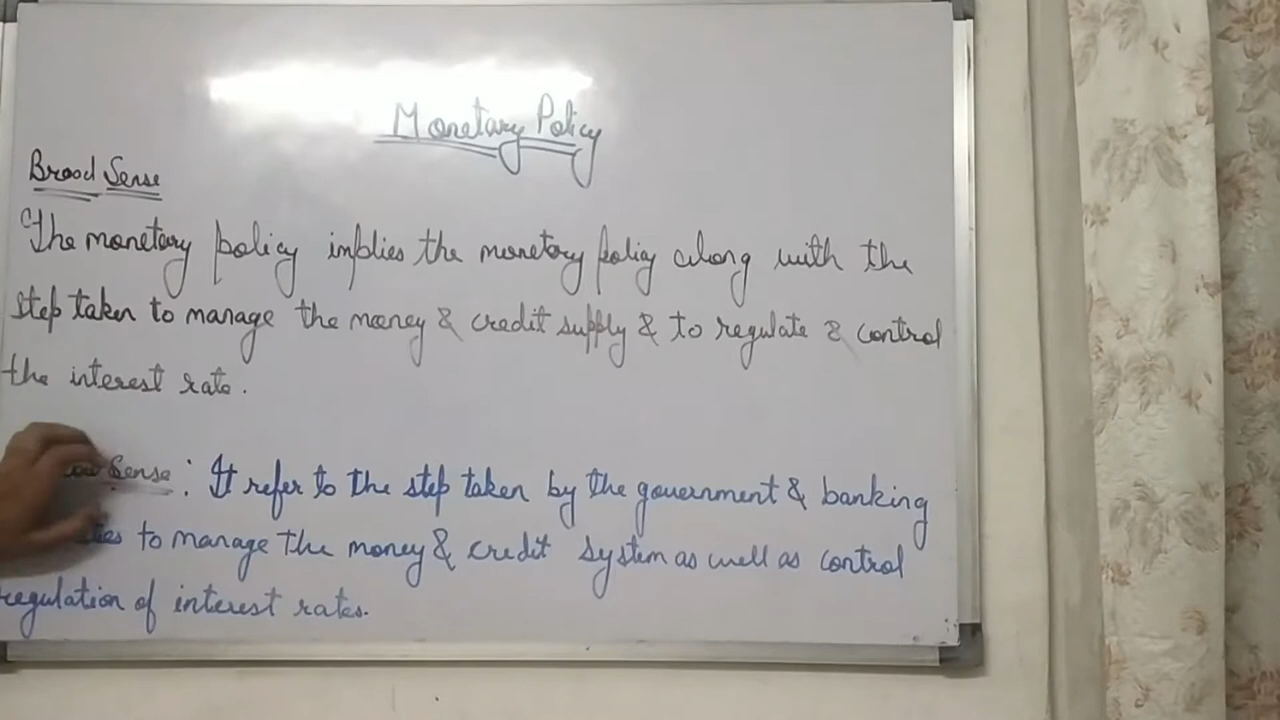 Monetary Policy
Broad Sense
The monetary policy implies the monetary policy along with the
step taken to manage the money & credit supply & to regulate & control
the interest rate.
Sense : It refer to the step taken by the government & banking
to manage the money & credit system as well as control
regulation of interest rates.